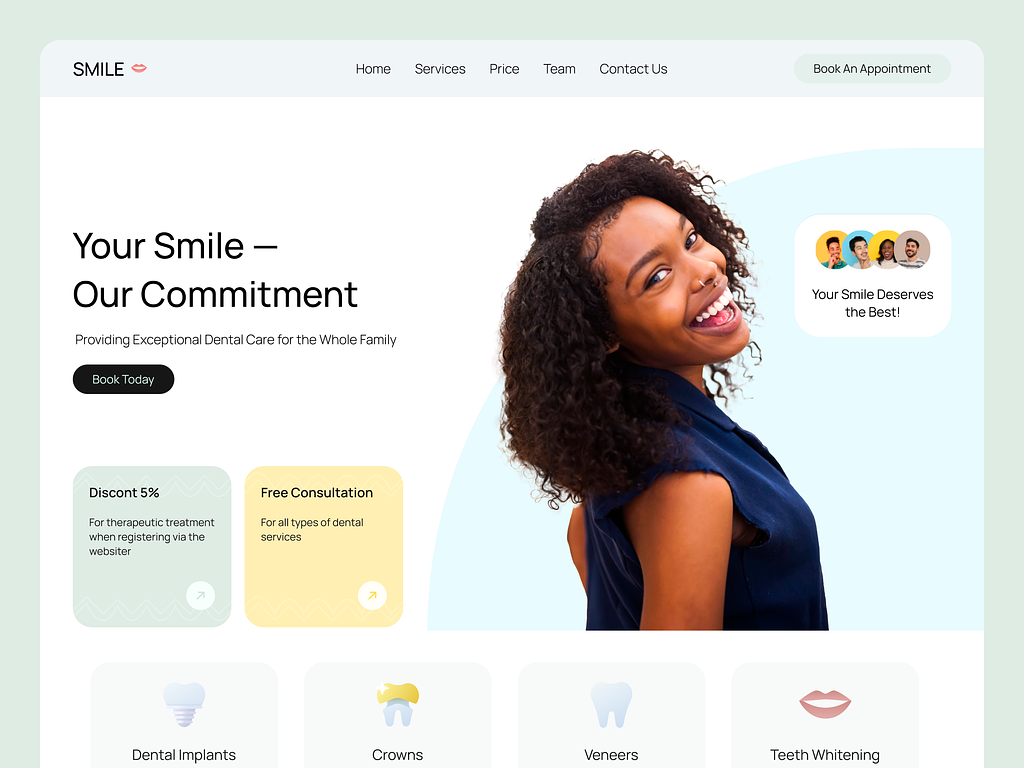 SMILE
Home Services Price Team Contact Us
Book An Appointment
Your Smile —
Our Commitment
Providing Exceptional Dental Care for the Whole Family
Book Today
Your Smile Deserves
the Best!
Discont 5%
For therapeutic treatment
when registering via the
websiter
Free Consultation
For all types of dental
services
Dental Implants
Crowns
Veneers
Teeth Whitening